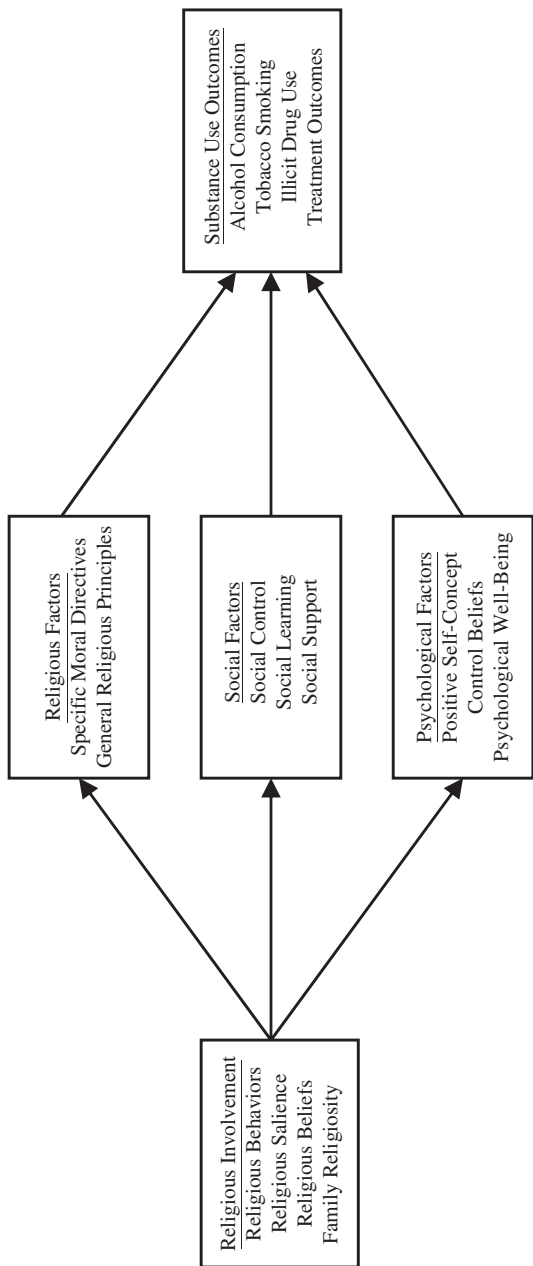 Religious Involvement
Religious Behaviors
Religious Salience
Religious Beliefs
Family Religiosity
Religious Factors
Specific Moral Directives
General Religious Principles
Social Factors
Social Control
Social Learning
Social Support
Psychological Factors
Positive Self-Concept
Control Beliefs
Psychological Well-Being
Substance Use Outcomes
Alcohol Consumption
Tobacco Smoking
Illicit Drug Use
Treatment Outcomes